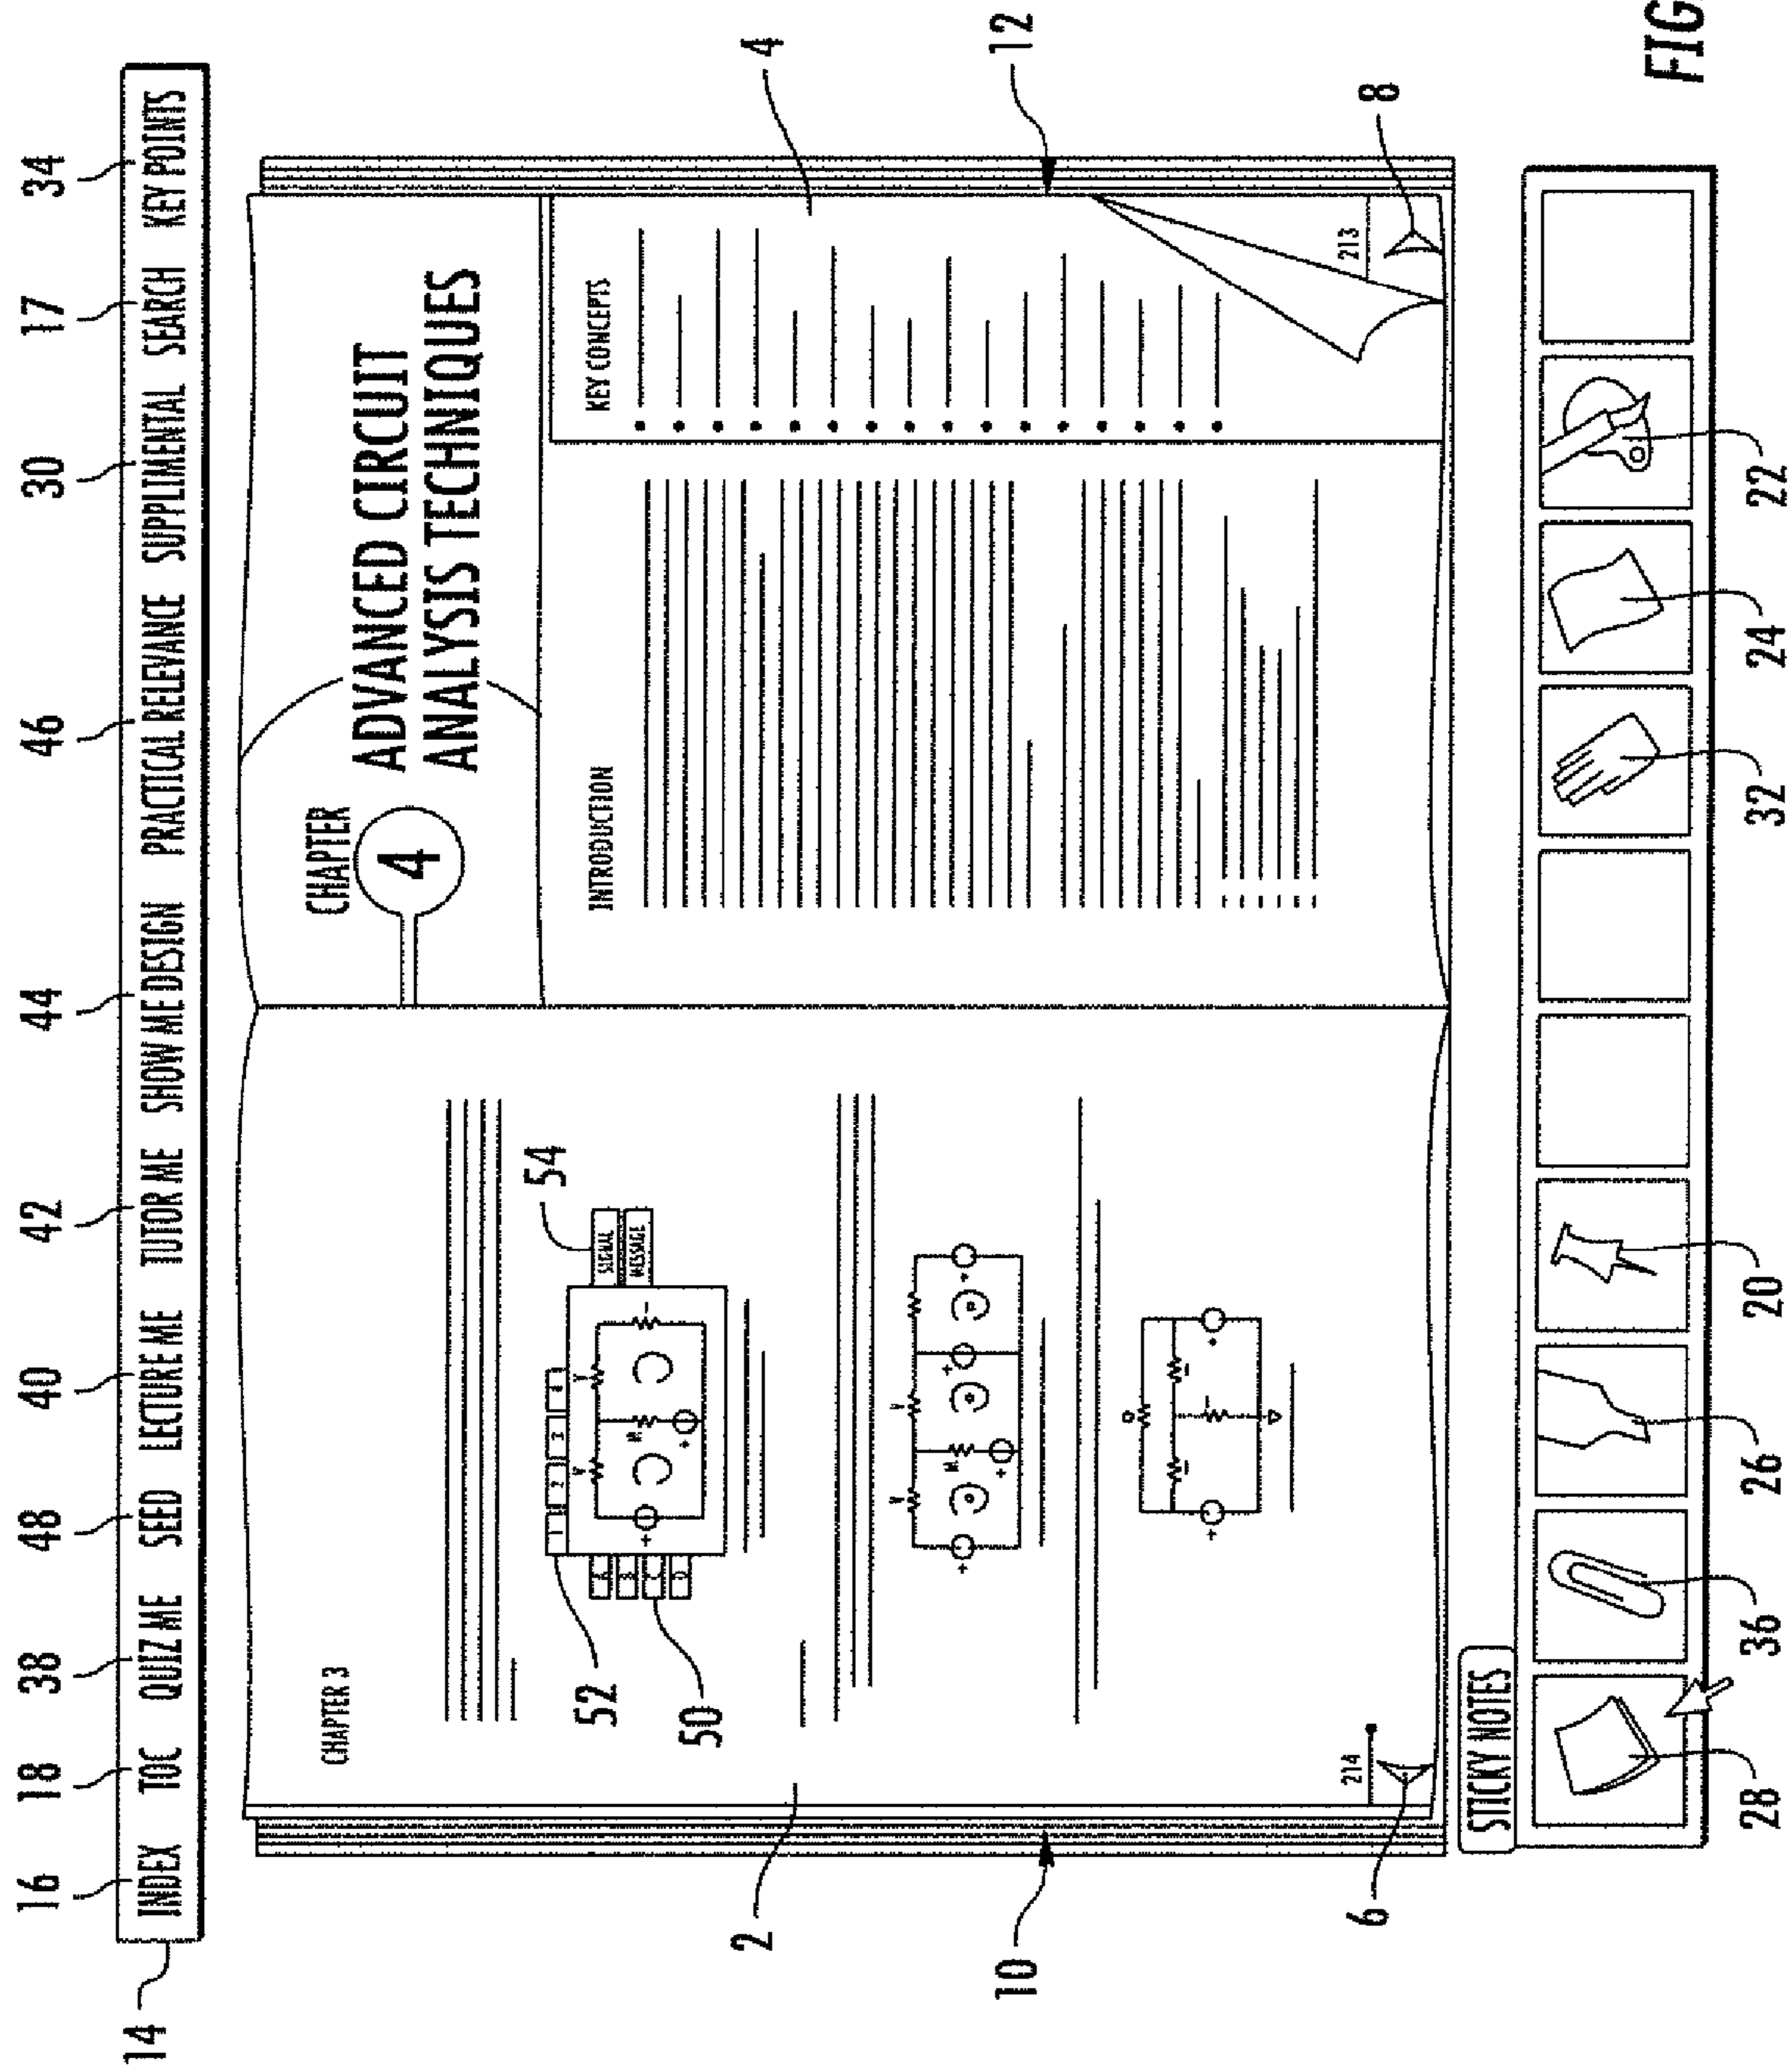 16 18 38 48 40 42 44 46 30 17 34
14
INDEX TOC QUIZ ME SEED LECTURE ME TUTOR ME SHOW ME DESIGN PRACTICAL RELEVANCE SUPPLIMENTAL SEARCH KEY POINTS
CHAPTER 3
52
1 2 3
54
SIGNAL
MESSAGE
A
B
C
D
50
2
10
214
6
CHAPTER
4
ADVANCED CIRCUIT
ANALYSIS TECHNIQUES
INTRODUCTION
KEY CONCEPTS
4
12
213
8
STICKY NOTES
28 36 26 20 32 24 22
FIG